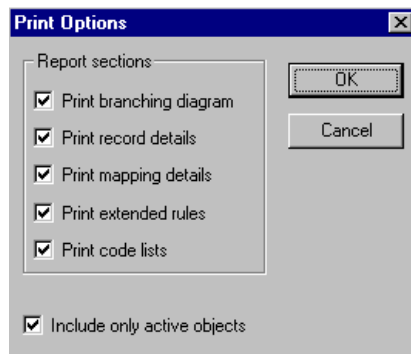 Print Options
Report sections
Print branching diagram
Print record details
Print mapping details
Print extended rules
Print code lists
OK
Cancel
Include only active objects